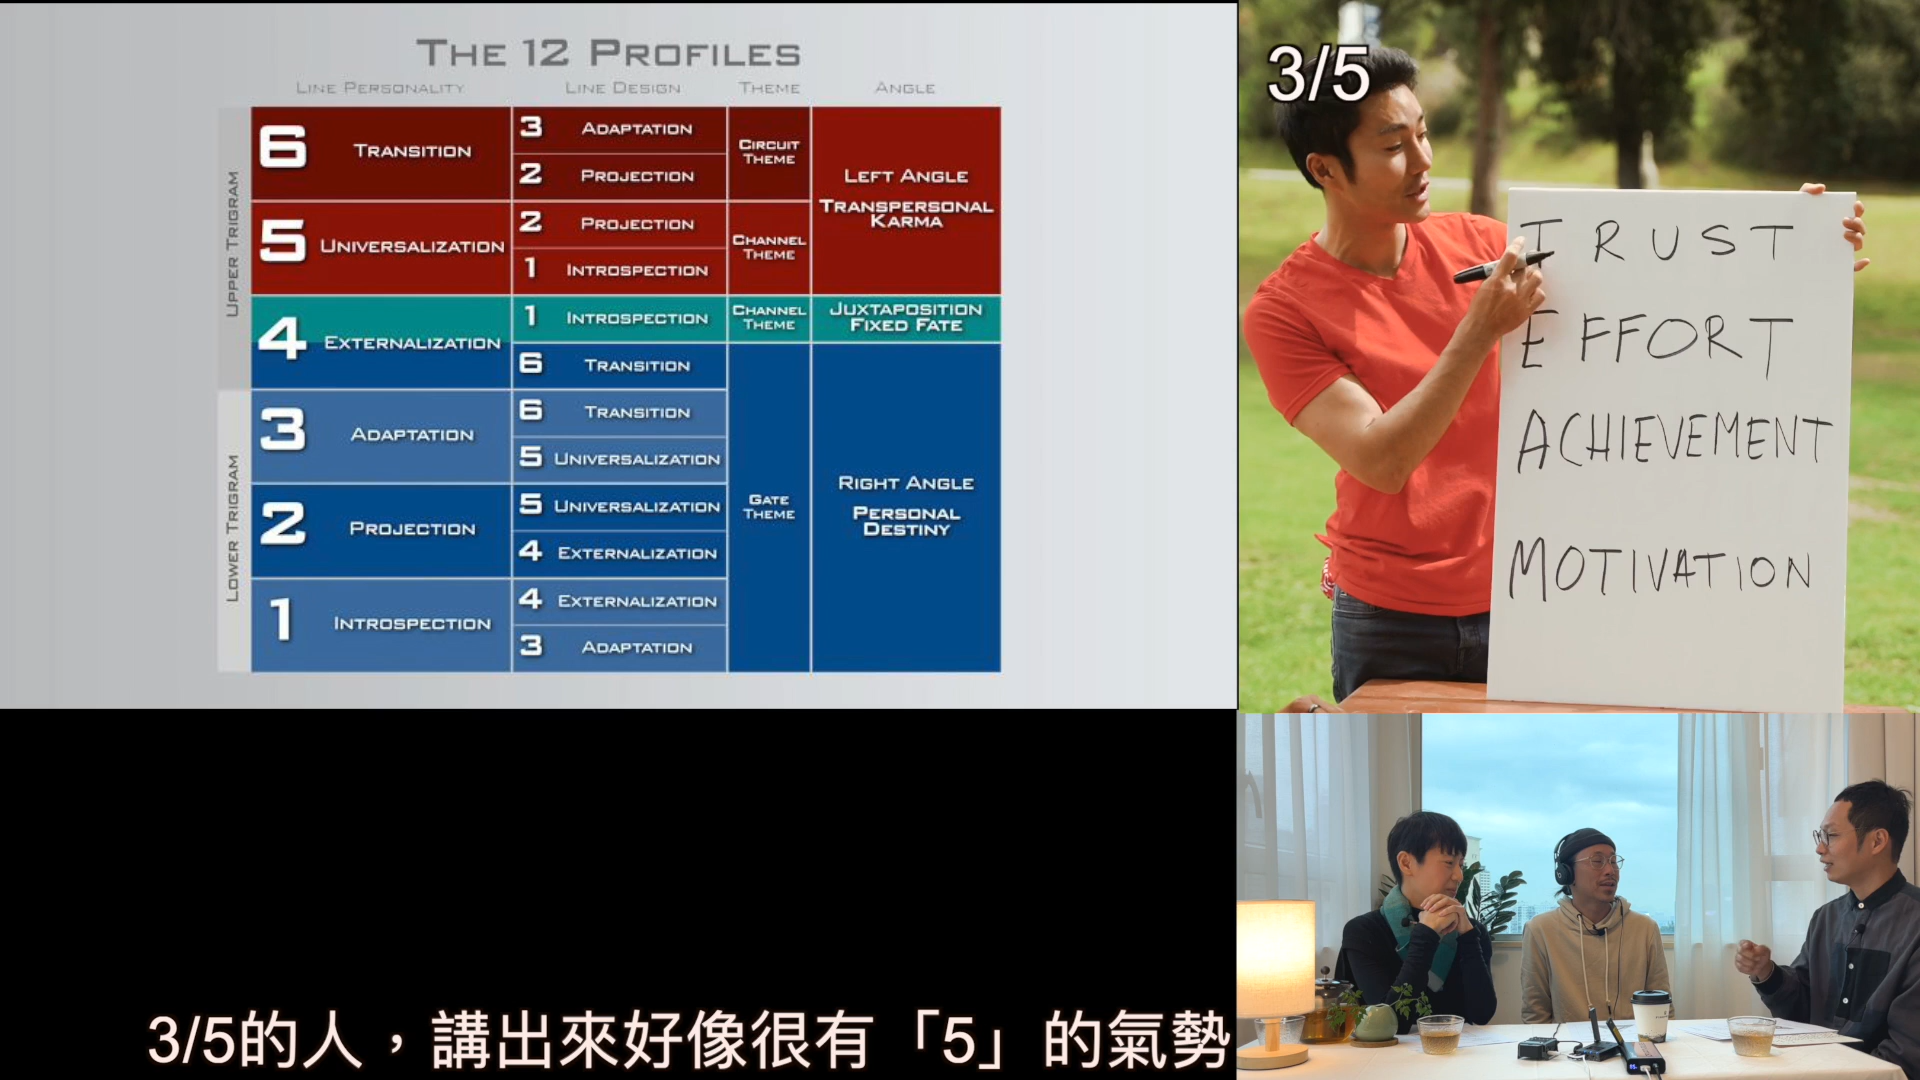 THE 12 PROFILES
LINE PERSONALITY LINE DESIGN THEME ANGLE
UPPER TRIGRAM
LOWER TRIGRAM
6 TRANSITION
3 ADAPTATION
2 PROJECTION
CIRCUIT
THEME
5 UNIVERSALIZATION
2 PROJECTION
1 INTROSPECTION
CHANNEL
THEME
LEFT ANGLE
TRANSPERSONAL
KARMA
4 EXTERNALIZATION
1 INTROSPECTION
CHANNEL
THEME
JUXTAPOSITION
FIXED FATE
6 TRANSITION
3 ADAPTATION
6 TRANSITION
5 UNIVERSALIZATION
2 PROJECTION
5 UNIVERSALIZATION
4 EXTERNALIZATION
1 INTROSPECTION
4 EXTERNALIZATION
3 ADAPTATION
GATE
THEME
RIGHT ANGLE
PERSONAL
DESTINY
3/5
TRUST
EFFORT
ACHIEVEMENT
MOTIVATION
3/5的人，講出來好像很有「5」的氣勢